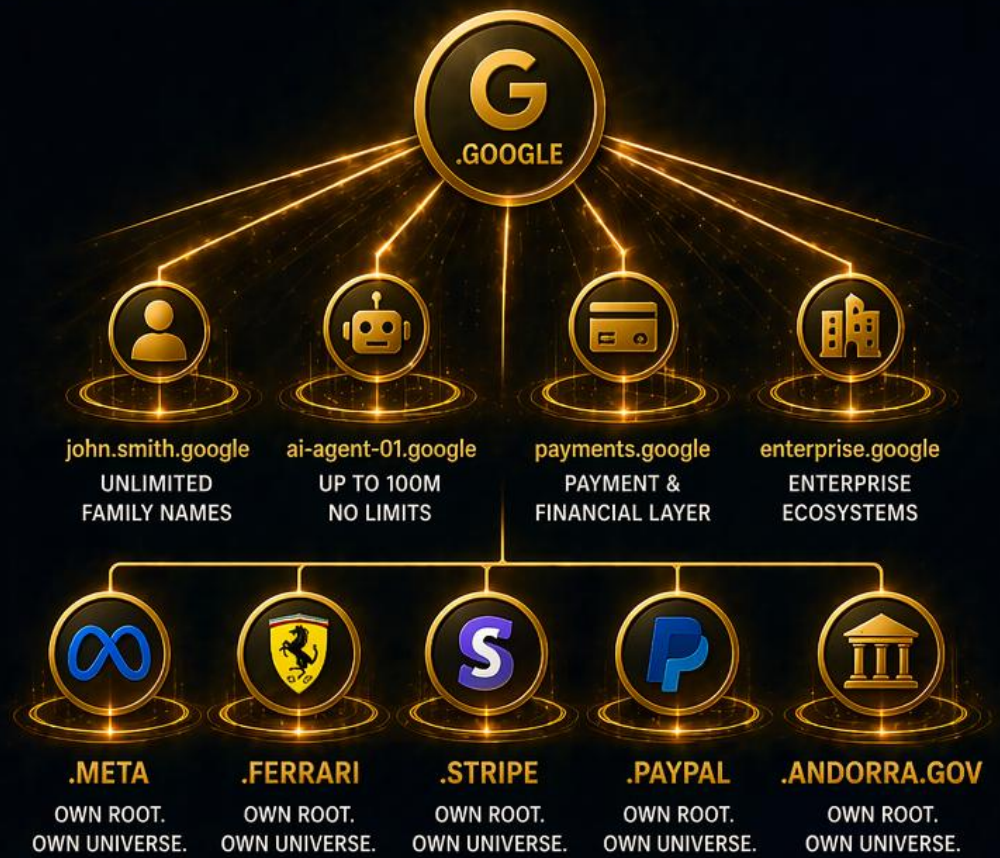 G
.GOOGLE
john.smith.google
UNLIMITED
FAMILY NAMES
ai-agent-01.google
UP TO 100M
NO LIMITS
payments.google
PAYMENT &
FINANCIAL LAYER
enterprise.google
ENTERPRISE
ECOSYSTEMS
.META
OWN ROOT.
OWN UNIVERSE.
.FERRARI
OWN ROOT.
OWN UNIVERSE.
S
.STRIPE
OWN ROOT.
OWN UNIVERSE.
.PAYPAL
OWN ROOT.
OWN UNIVERSE.
.ANDORRA.GOV
OWN ROOT.
OWN UNIVERSE.